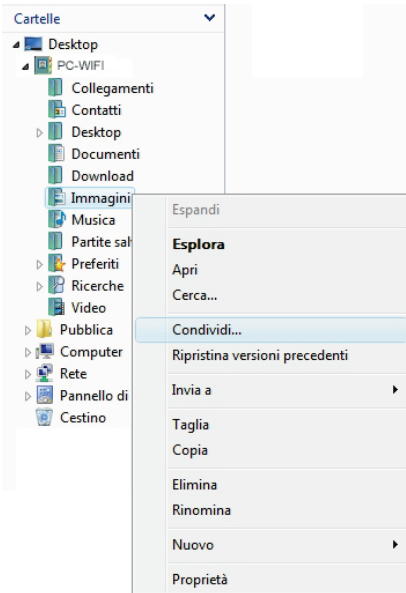 Cartelle
Desktop
PC-WIFI
Collegamenti
Contatti
Desktop
Documenti
Download
Immagini
Musica
Partite sal
Preferiti
Ricerche
Video
Pubblica
Computer
Rete
Pannello di
Cestino
Espandi
Esplora
Apri
Cerca...
Condividi...
Ripristina versioni precedenti
Invia a
Taglia
Copia
Elimina
Rinomina
Nuovo
Proprietà